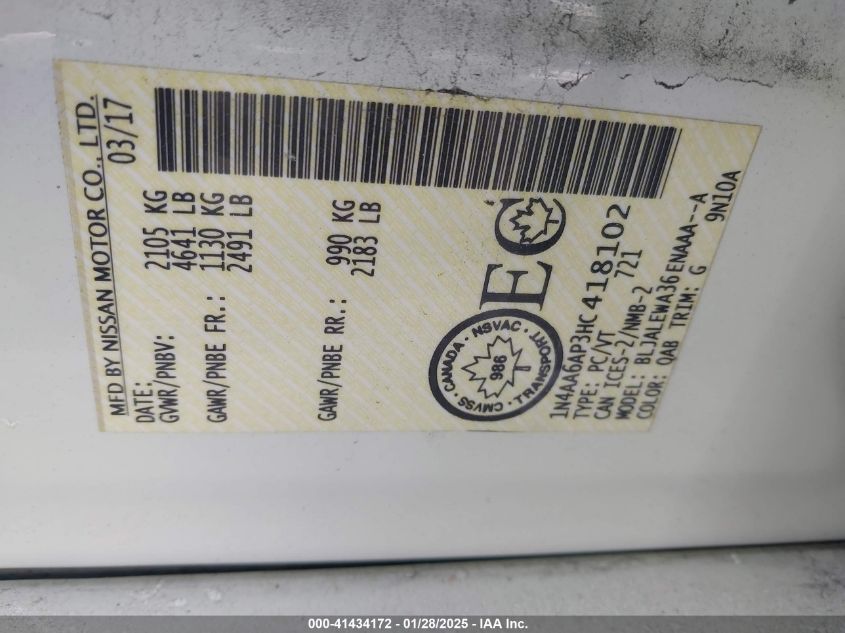 MFD BY NISSAN MOTOR CO., LTD.
DATE: 03/17
GVWR/PNBV: 2105 KG
4641 LB
GAWR/PNBE FR.: 1130 KG
2491 LB
GAWR/PNBE RR.: 990 KG
2183 LB
CANADA · NSVAC · TRANSPORT · CMVSS ·
986
EC
1N4AA6AP3HC418102
TYPE: PC/VT
CAN ICES-2/NMB-2 721
MODEL: BLJALEWA36ENAAA--A
COLOR: QAB TRIM: G 9N10A
000-41434172 — 01/28/2025 — IAA Inc.